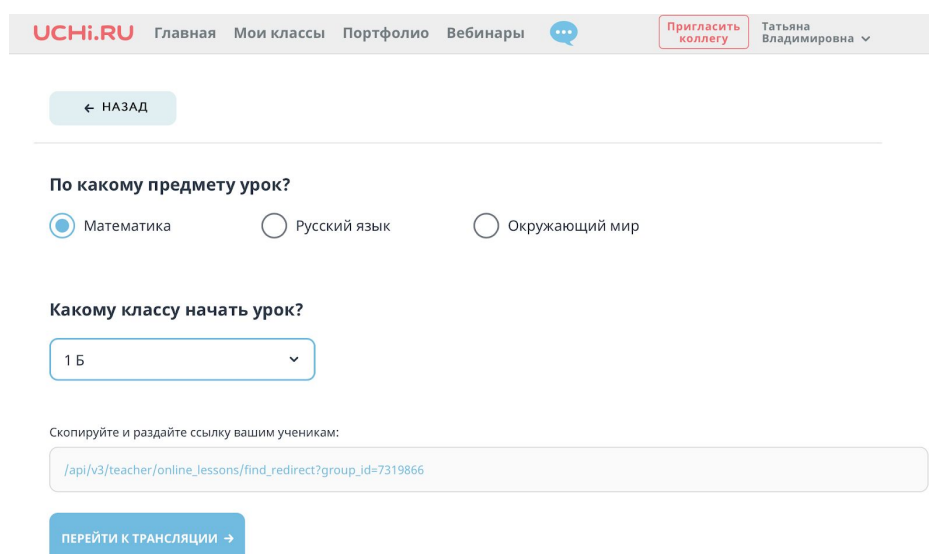 UCHi.RU Главная Мои классы Портфолио Вебинары Пригласить коллегу Татьяна Владимировна
← НАЗАД
По какому предмету урок?
Математика Русский язык Окружающий мир
Какому классу начать урок?
1 Б
Скопируйте и раздайте ссылку вашим ученикам:
/api/v3/teacher/online_lessons/find_redirect?group_id=7319866
ПЕРЕЙТИ К ТРАНСЛЯЦИИ →